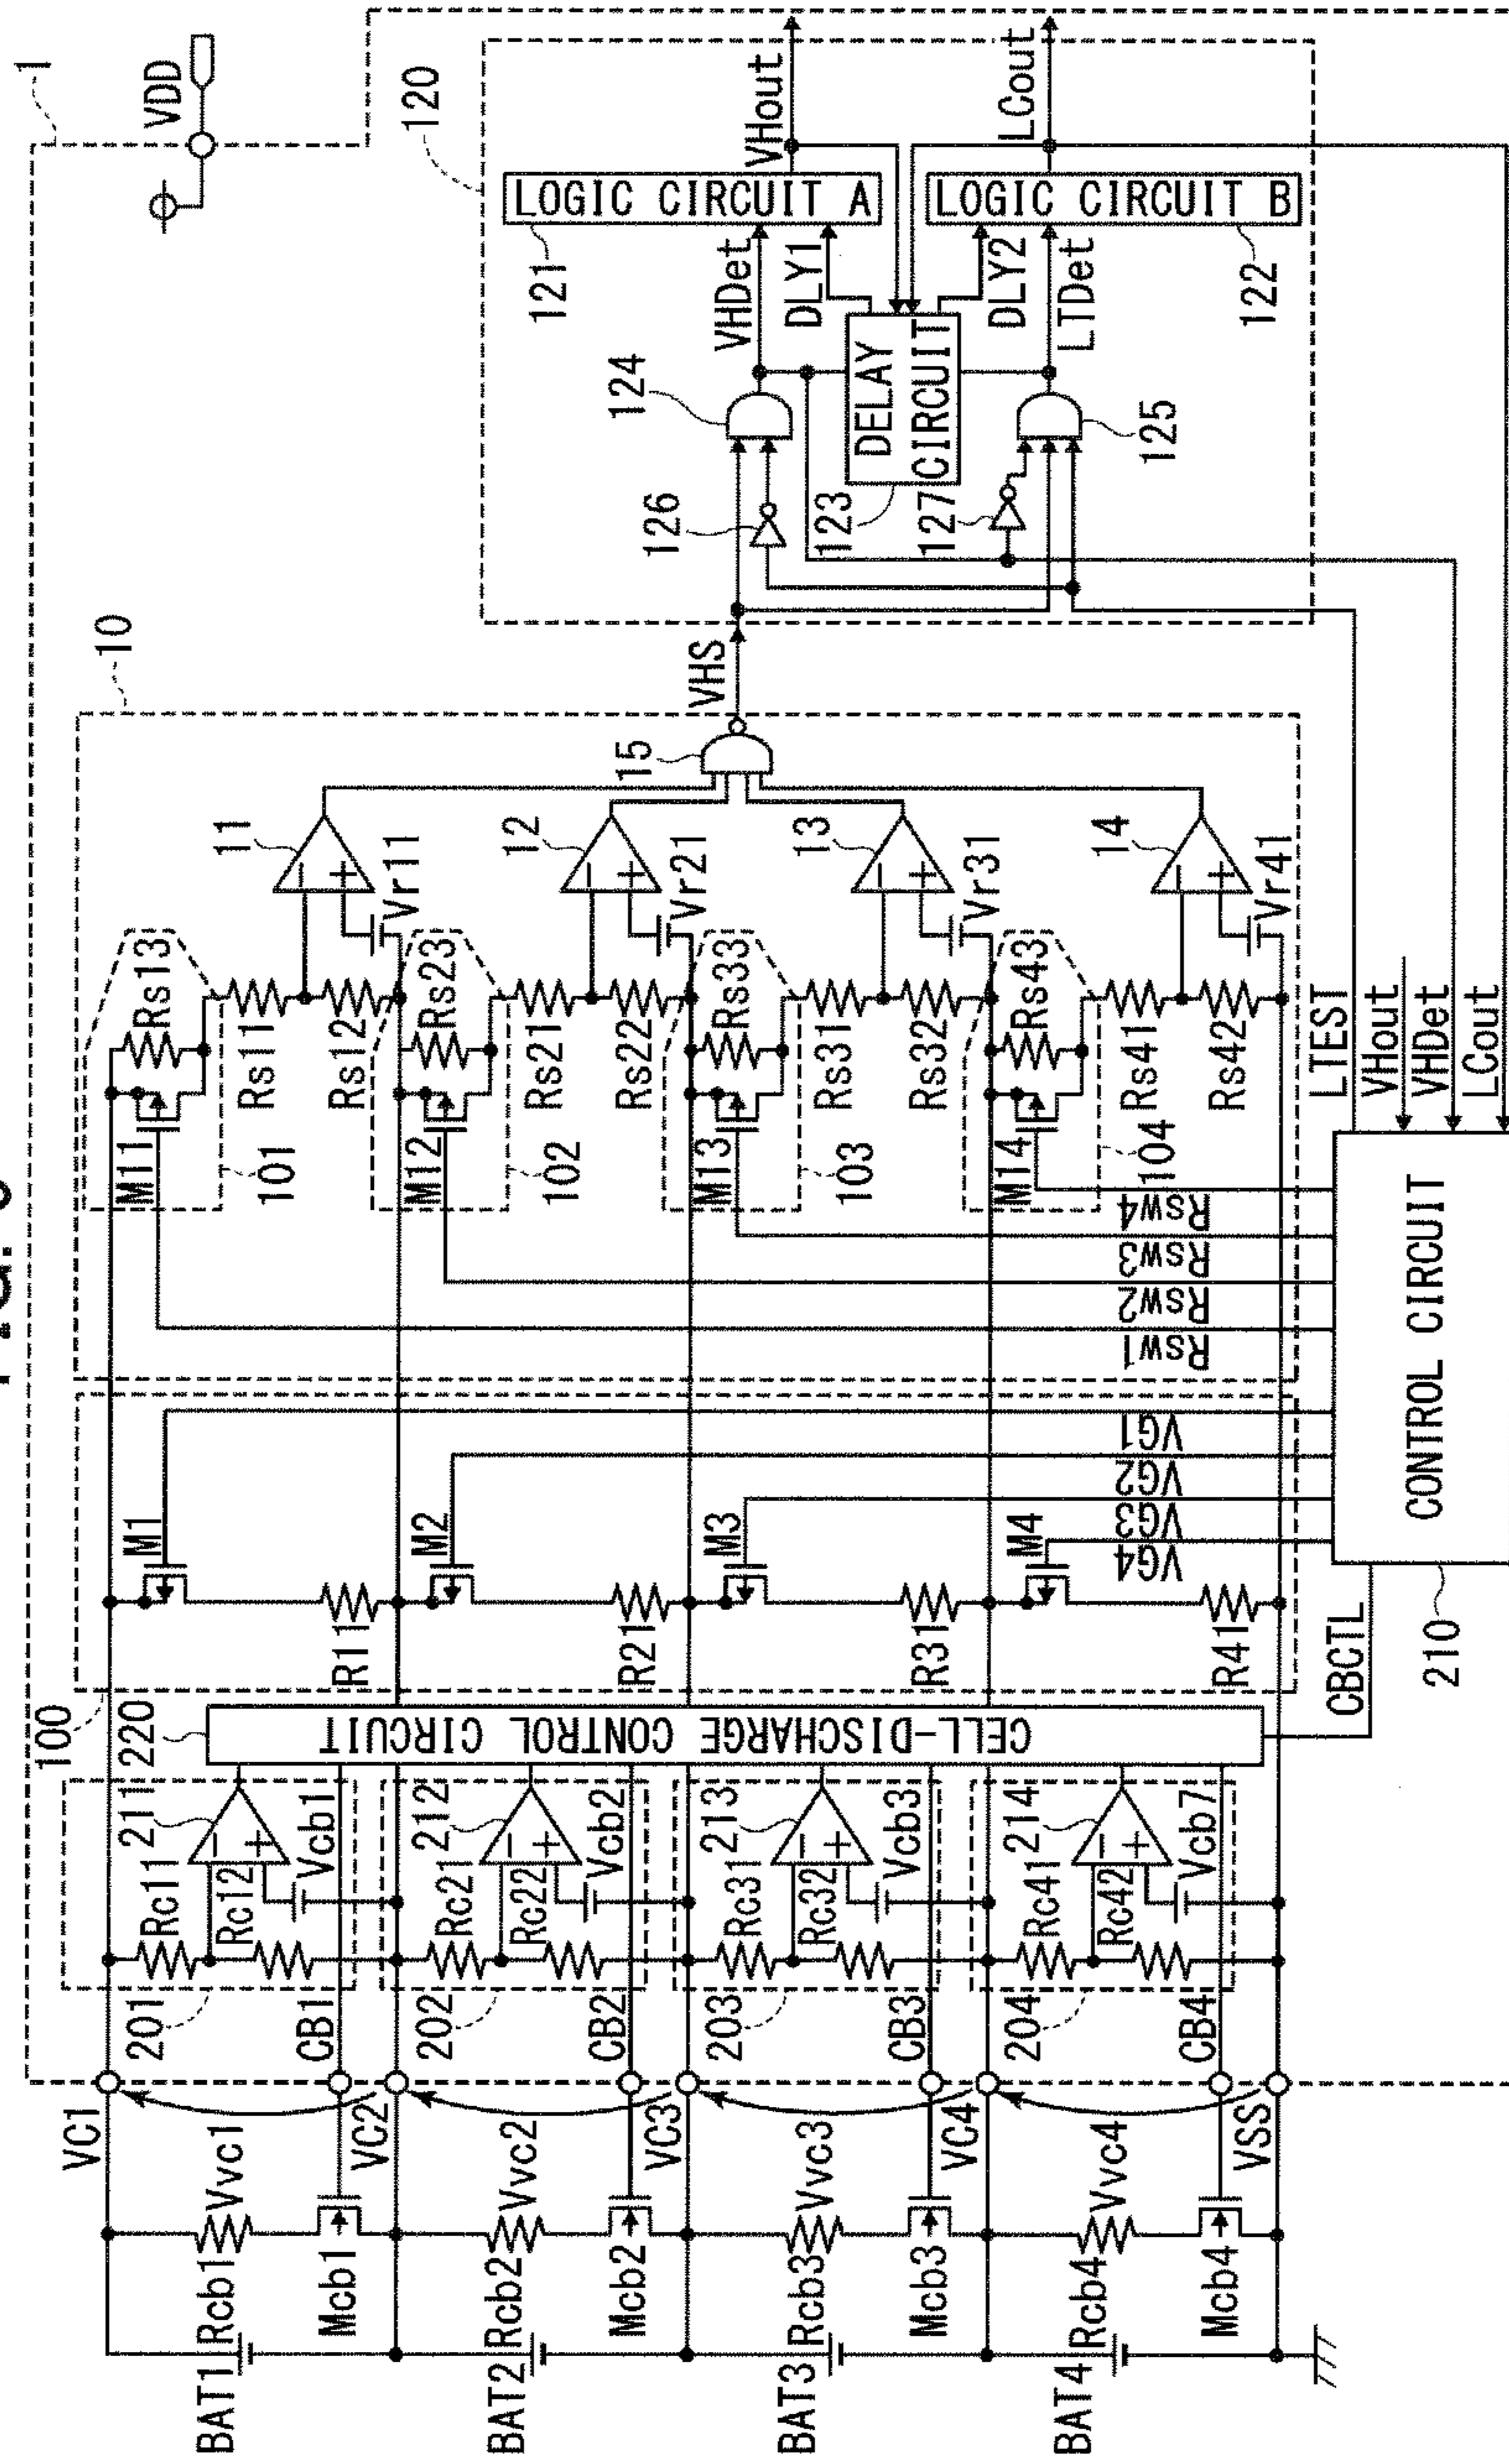 1
VDD
120
VHout
LCout
LOGIC CIRCUIT A
LOGIC CIRCUIT B
121
VHDet
DLY1
DLY2
LTDet
122
124
DELAY
CIRCUIT
125
126
123
127
10
VHS
15
11
12
13
14
Vr11
Vr21
Vr31
Vr41
Rs13
Rs23
Rs33
Rs43
Rs11
Rs12
Rs21
Rs22
Rs31
Rs32
Rs41
Rs42
M11
M12
M13
M14
101
102
103
104
LTEST
VHout
VHDet
LCout
Rsw4
Rsw3
Rsw2
Rsw1
VG1
VG2
VG3
VG4
CONTROL CIRCUIT
210
CBCTL
M1
M2
M3
M4
R11
R21
R31
R41
100
220
CELL-DISCHARGE CONTROL CIRCUIT
211
212
213
214
Rc11
Rc12
Vcb1
Rc21
Rc22
Vcb2
Rc31
Rc32
Vcb3
Rc41
Rc42
Vcb7
201
CB1
202
CB2
203
CB3
204
CB4
VC1
VC2
VC3
VC4
VSS
Vvc1
Vvc2
Vvc3
Vvc4
Rcb1
Mcb1
Rcb2
Mcb2
Rcb3
Mcb3
Rcb4
Mcb4
BAT1
BAT2
BAT3
BAT4